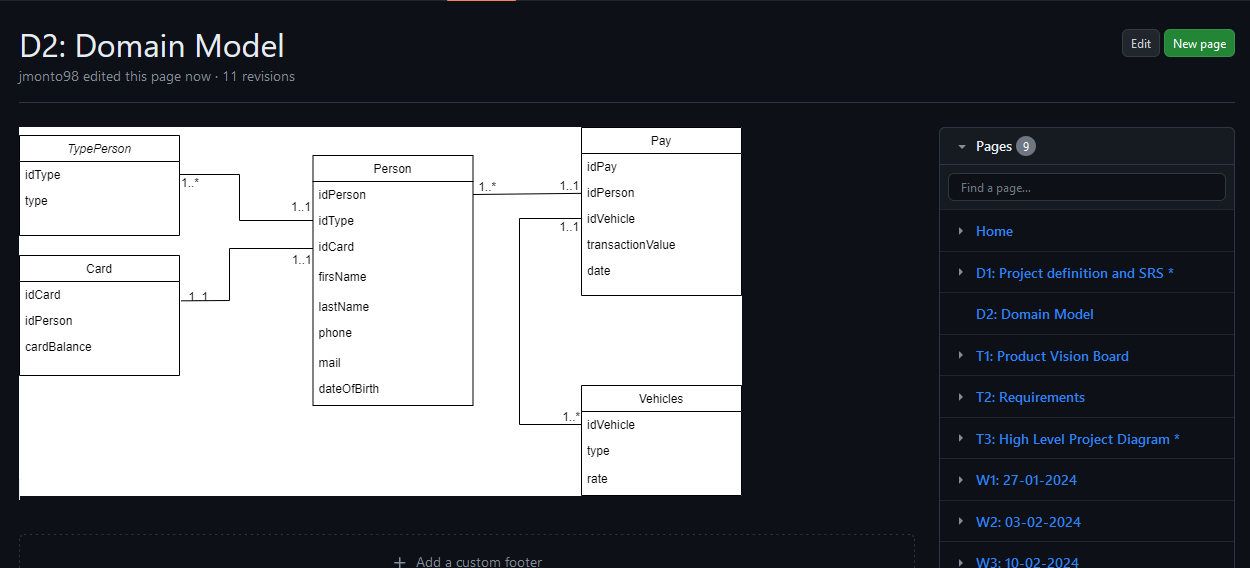 D2: Domain Model
Edit
New page
jmonto98 edited this page now · 11 revisions
TypePerson
idType
type
1..*
Card
idCard
idPerson
cardBalance
1..1
Person
idPerson
idType
idCard
firsName
lastName
phone
mail
dateOfBirth
1..1
1..1
1..*
1..1
1..1
Pay
idPay
idPerson
idVehicle
transactionValue
date
Vehicles
idVehicle
type
rate
1..*
Add a custom footer
Pages 9
Find a page...
Home
D1: Project definition and SRS *
D2: Domain Model
T1: Product Vision Board
T2: Requirements
T3: High Level Project Diagram *
W1: 27-01-2024
W2: 03-02-2024
W3: 10-02-2024